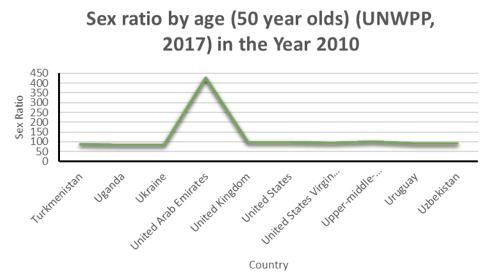 Sex ratio by age (50 year olds) (UNWPP,
2017) in the Year 2010
450
400
350
300
250
200
150
100
50
0
Sex Ratio
Turkmenistan
Uganda
Ukraine
United Arab Emirates
United Kingdom
United States
United States Virgin...
Upper-middle-...
Uruguay
Uzbekistan
Country